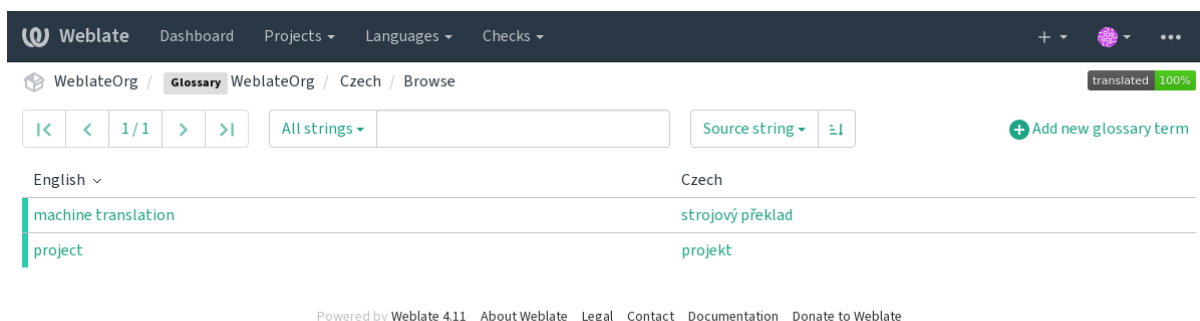 Weblate Dashboard Projects Languages Checks + •••
WeblateOrg / Glossary WeblateOrg / Czech / Browse translated 100%
1 / 1 All strings Source string Add new glossary term
English Czech
machine translation strojový překlad
project projekt
Powered by Weblate 4.11 About Weblate Legal Contact Documentation Donate to Weblate